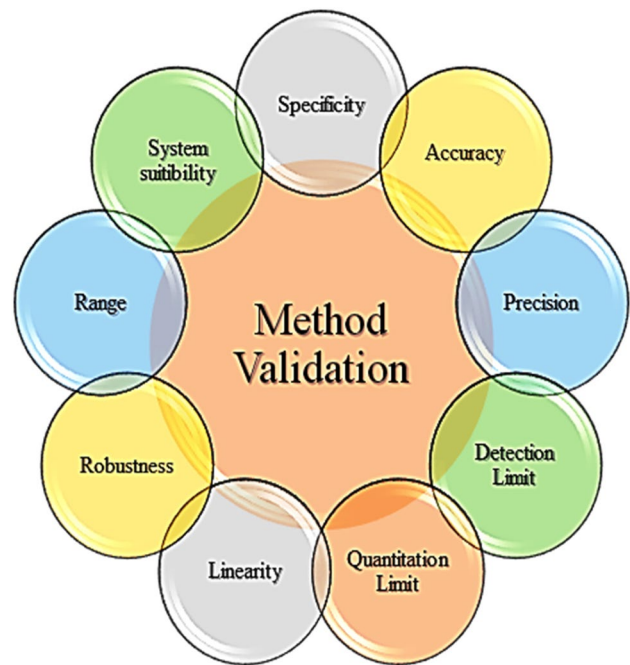 Method
Validation
Specificity
Accuracy
Precision
Detection
Limit
Quantitation
Limit
Linearity
Robustness
Range
System
suitibility